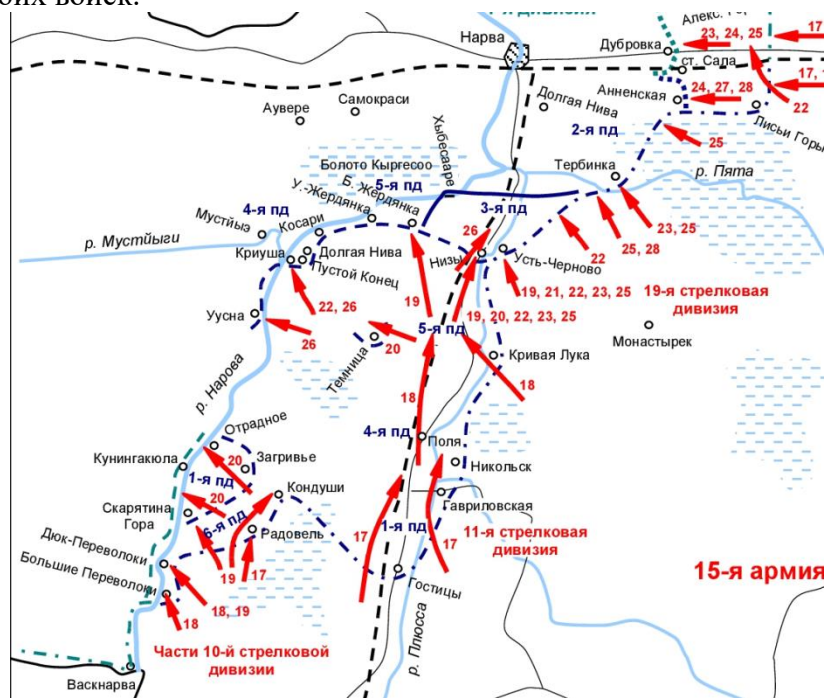 оих войск.
дивизия
Нарва
Дубровка
23, 24, 25
17
ст. Сала
Аувере
Самокраси
Долгая Нива
Анненская
24, 27, 28
22
Лисьи Горы
2-я пд
25
Хыбесааре
Болото Кыргесоо
5-я пд
Тербинка
р. Пята
4-я пд
У.-Жердянка
Б. Жердянка
3-я пд
Мустйыэ
Косари
р. Мустйыги
26
23, 25
Криуша
Долгая Нива
Низы
22
25, 28
Пустой Конец
Усть-Черново
19
19, 21, 22, 23, 25
19-я стрелковая
дивизия
22, 26
19, 20, 22, 23, 25
Уусна
5-я пд
26
20
Монастырек
Темница
Кривая Лука
р. Нарова
18
18
Отрадное
4-я пд
Поля
Кунингакюла
20
Загривье
Никольск
1-я пд
20
Кондуши
Гавриловская
Скарятина
Гора
6-я пд
17
1-я пд
11-я стрелковая
дивизия
Радовель
17
Дюк-Переволоки
19
17
Большие Переволоки
Гостицы
15-я армия
18, 19
18
р. Плюсса
Части 10-й стрелковой
дивизии
Васкнарва